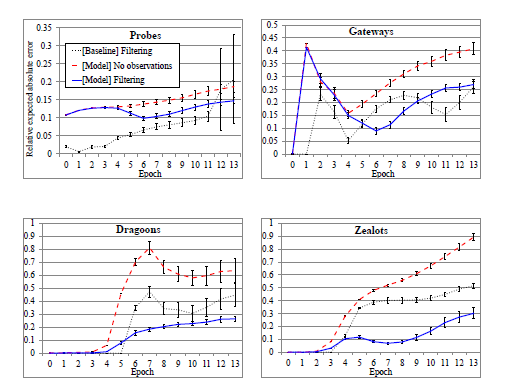 Probes
0.35
0.3
0.25
0.2
0.15
0.1
0.05
0
Relative expected absolute error
[Baseline] Filtering
[Model] No observations
[Model] Filtering
0 1 2 3 4 5 6 7 8 9 10 11 12 13
Epoch
Gateways
0.5
0.45
0.4
0.35
0.3
0.25
0.2
0.15
0.1
0.05
0
0 1 2 3 4 5 6 7 8 9 10 11 12 13
Epoch
Dragoons
1
0.9
0.8
0.7
0.6
0.5
0.4
0.3
0.2
0.1
0
0 1 2 3 4 5 6 7 8 9 10 11 12 13
Epoch
Zealots
1
0.9
0.8
0.7
0.6
0.5
0.4
0.3
0.2
0.1
0
0 1 2 3 4 5 6 7 8 9 10 11 12 13
Epoch